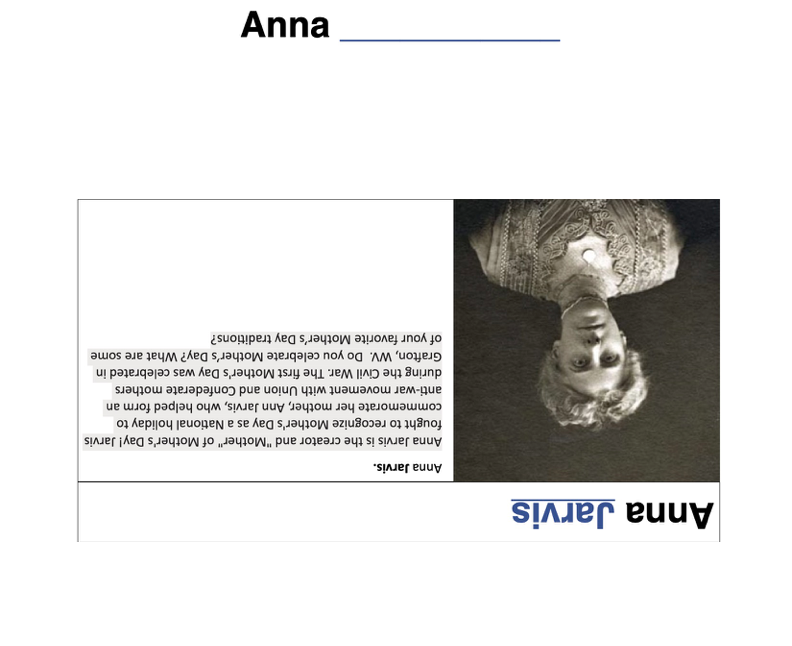 Anna
Anna Jarvis
Anna Jarvis.
Anna Jarvis is the creator and "Mother" of Mother's Day! Jarvis
fought to recognize Mother's Day as a National holiday to
commemorate her mother, Ann Jarvis, who helped form an
anti-war movement with Union and Confederate mothers
during the Civil War. The first Mother's Day was celebrated in
Grafton, WV. Do you celebrate Mother's Day? What are some
of your favorite Mother's Day traditions?